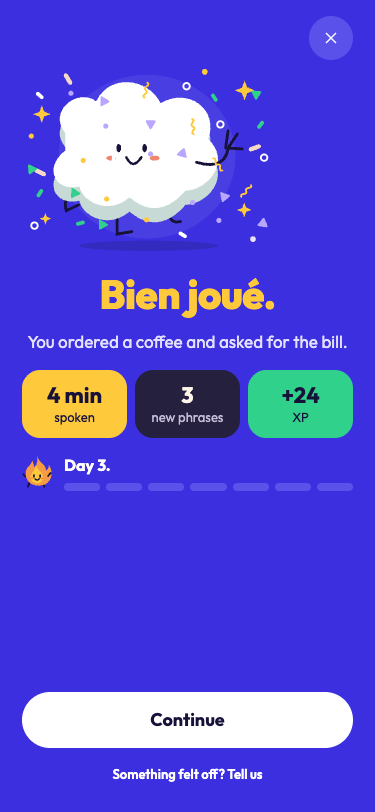 Bien joué.
You ordered a coffee and asked for the bill.
4 min
spoken
3
new phrases
+24
XP
Day 3.
Continue
Something felt off? Tell us